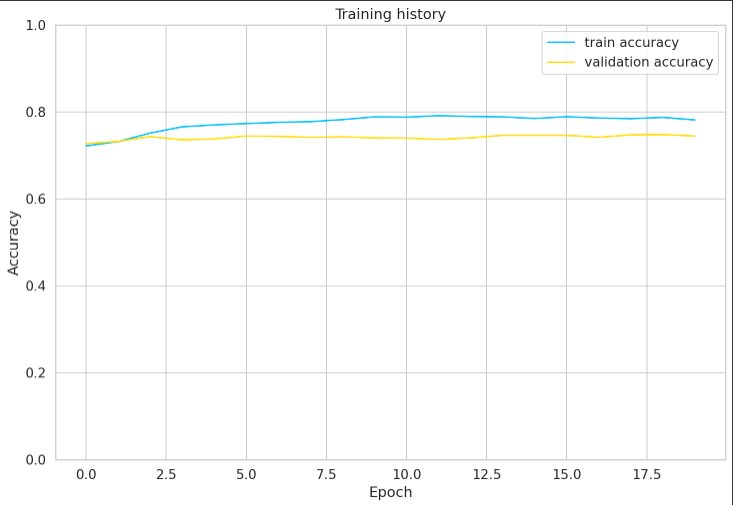 Training history
train accuracy
validation accuracy
1.0
0.8
0.6
0.4
0.2
0.0
Accuracy
0.0 2.5 5.0 7.5 10.0 12.5 15.0 17.5
Epoch